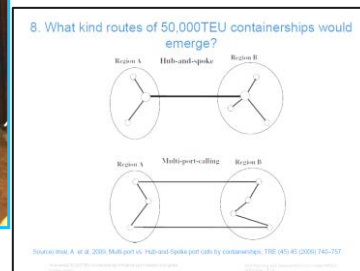 8. What kind routes of 50,000TEU containerships would
emerge?
Region A Hub-and-spoke Region B
Region A Multi-port-calling Region B
Source: Imai, A. et al, 2009, Multi-port vs. Hub-and-Spoke port calls by containerships, TRE (45) 45 (2009) 740–757.